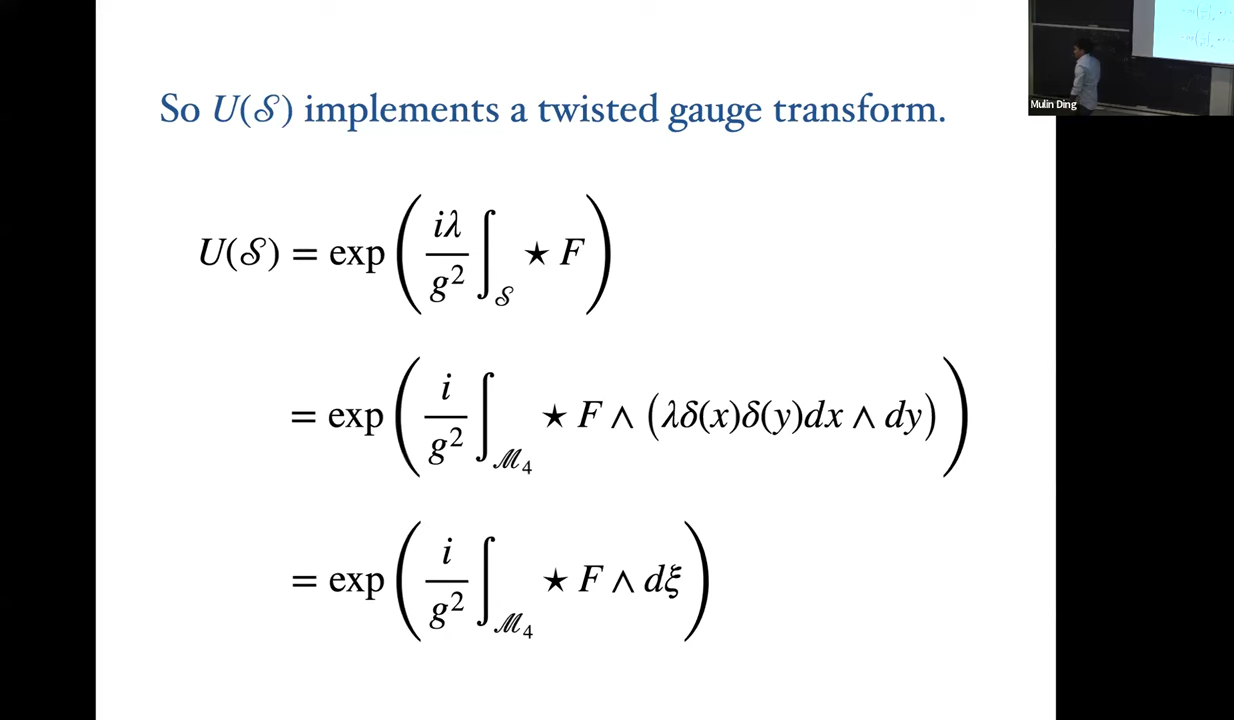 So U(𝒮) implements a twisted gauge transform.
U(𝒮) = exp( iλ/g² ∫_𝒮 ⋆ F )
= exp( i/g² ∫_ℳ₄ ⋆ F ∧ (λδ(x)δ(y)dx ∧ dy) )
= exp( i/g² ∫_ℳ₄ ⋆ F ∧ dξ )
Mulin Ding